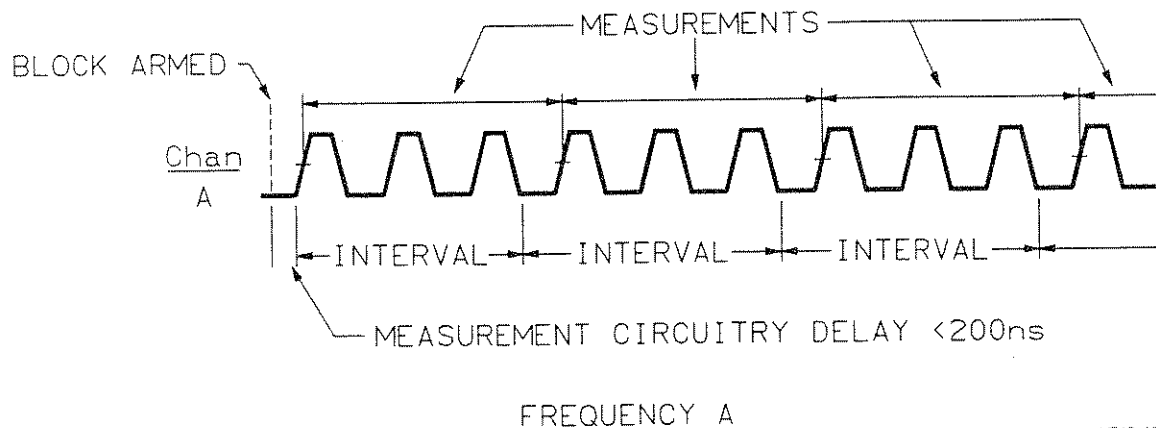 MEASUREMENTS
BLOCK ARMED
Chan
A
INTERVAL
INTERVAL
INTERVAL
MEASUREMENT CIRCUITRY DELAY <200ns
FREQUENCY A